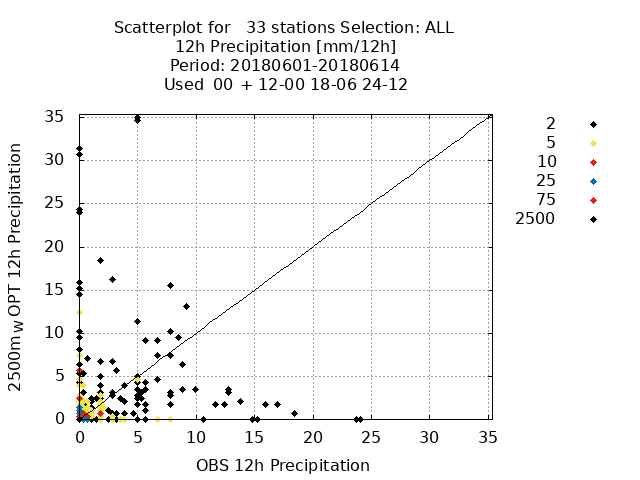 Scatterplot for   33 stations Selection: ALL
12h Precipitation [mm/12h]
Period: 20180601-20180614
Used  00  + 12-00 18-06 24-12
2
5
10
25
75
2500
35
30
25
20
15
10
5
0
2500m w OPT 12h Precipitation
0 5 10 15 20 25 30 35
OBS 12h Precipitation